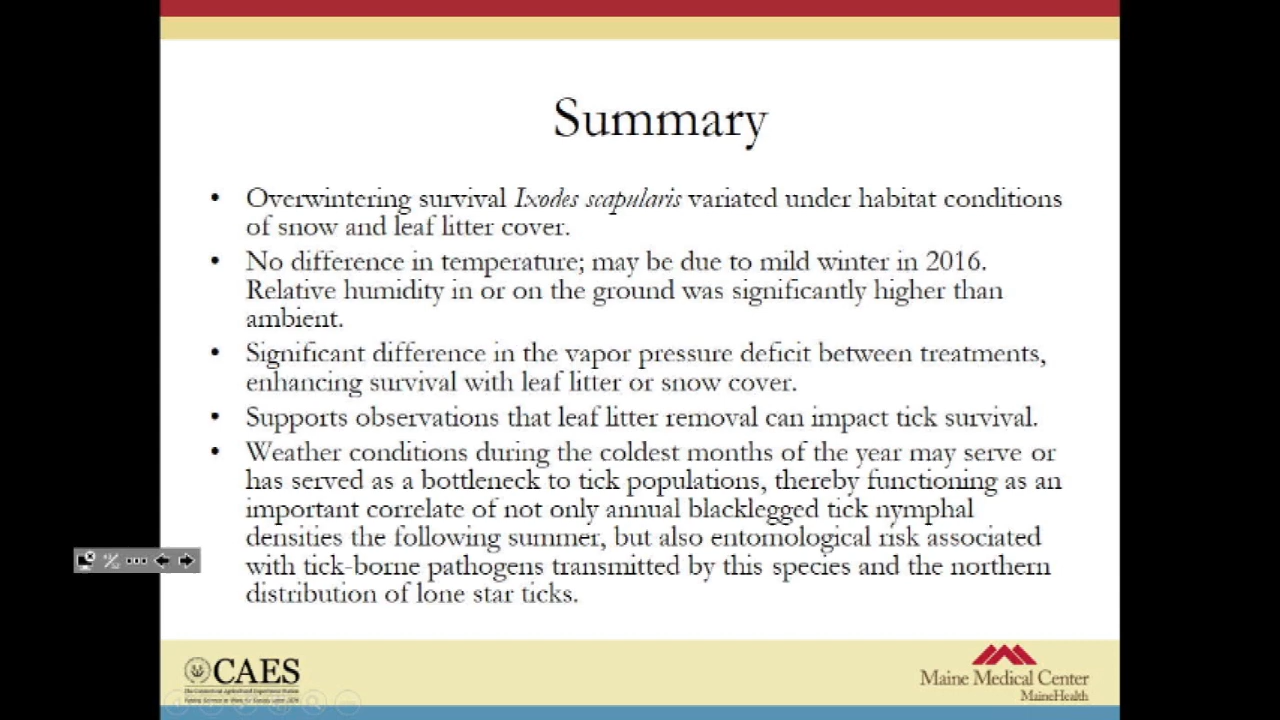 Summary
• Overwintering survival Ixodes scapularis variated under habitat conditions
of snow and leaf litter cover.
• No difference in temperature; may be due to mild winter in 2016.
Relative humidity in or on the ground was significantly higher than
ambient.
• Significant difference in the vapor pressure deficit between treatments,
enhancing survival with leaf litter or snow cover.
• Supports observations that leaf litter removal can impact tick survival.
• Weather conditions during the coldest months of the year may serve or
has served as a bottleneck to tick populations, thereby functioning as an
important correlate of not only annual blacklegged tick nymphal
densities the following summer, but also entomological risk associated
with tick-borne pathogens transmitted by this species and the northern
distribution of lone star ticks.
CAES
The Connecticut Agricultural Experiment Station
Maine Medical Center
MaineHealth